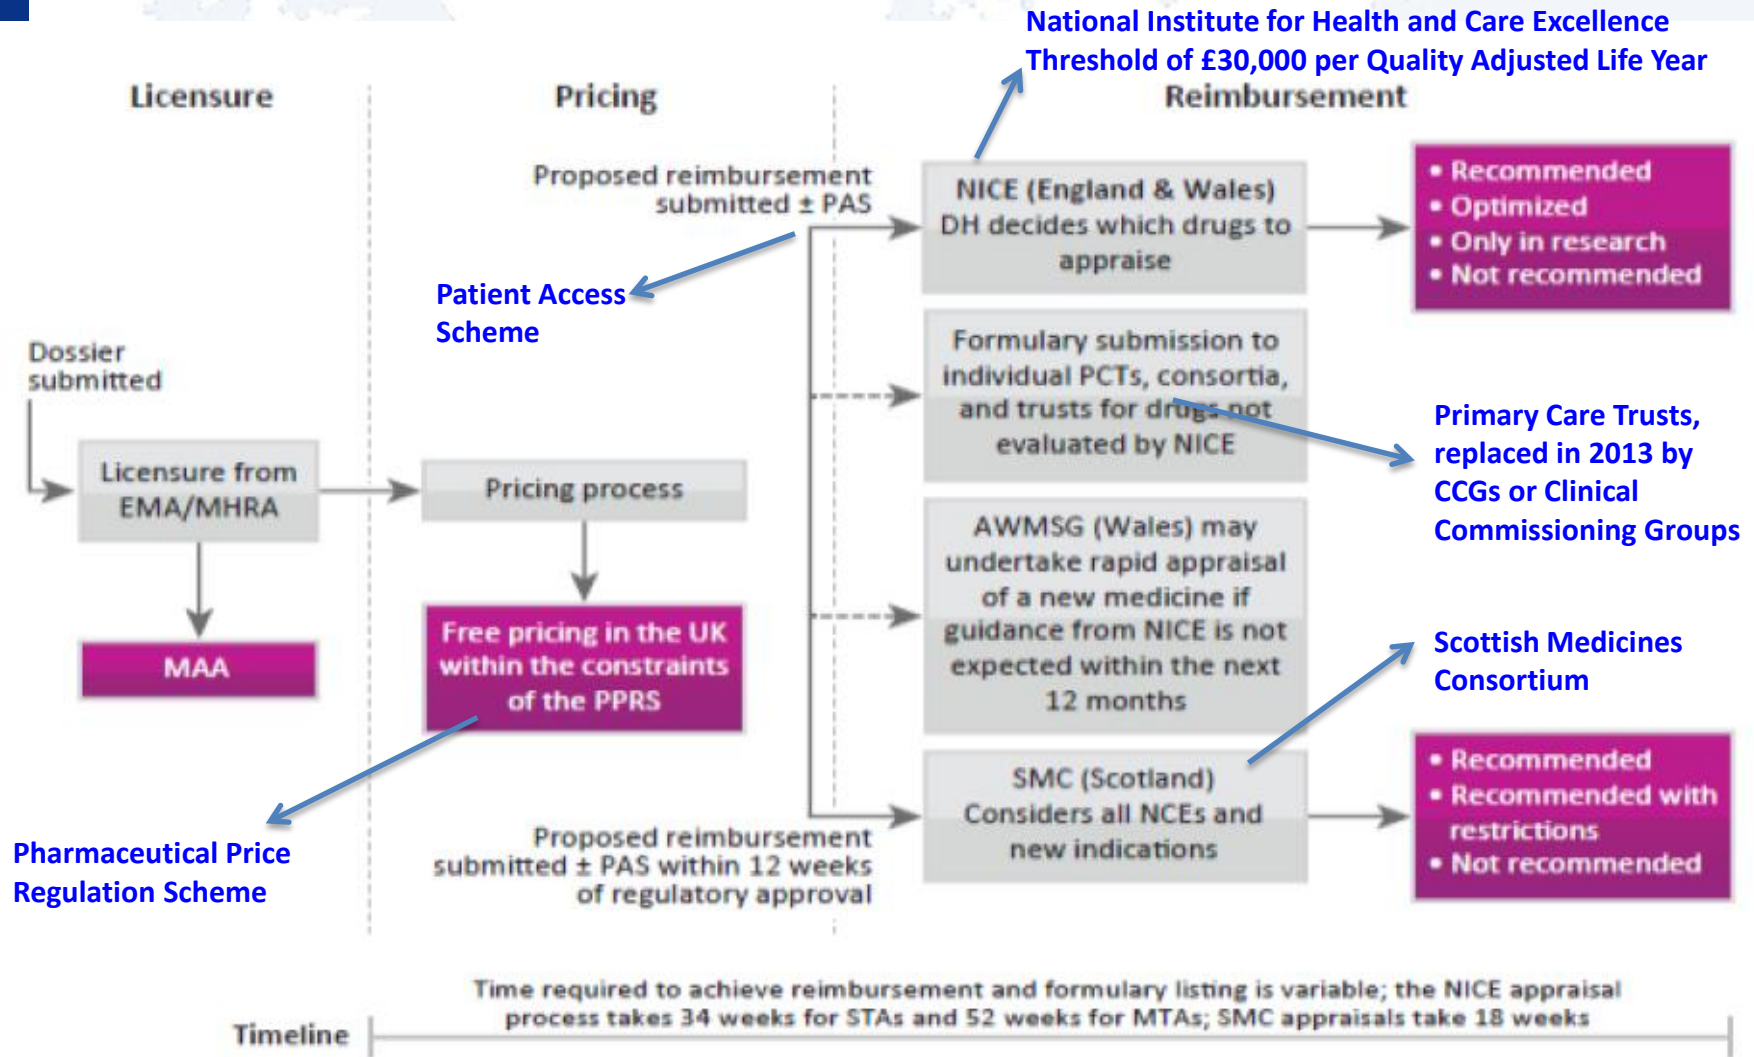 National Institute for Health and Care Excellence
Threshold of £30,000 per Quality Adjusted Life Year
Licensure
Pricing
Reimbursement
Proposed reimbursement
submitted ± PAS
NICE (England & Wales)
DH decides which drugs to
appraise
• Recommended
• Optimized
• Only in research
• Not recommended
Patient Access
Scheme
Dossier
submitted
Formulary submission to
individual PCTs, consortia,
and trusts for drugs not
evaluated by NICE
Primary Care Trusts,
replaced in 2013 by
CCGs or Clinical
Commissioning Groups
Licensure from
EMA/MHRA
Pricing process
AWMSG (Wales) may
undertake rapid appraisal
of a new medicine if
guidance from NICE is not
expected within the next
12 months
MAA
Free pricing in the UK
within the constraints
of the PPRS
Scottish Medicines
Consortium
SMC (Scotland)
Considers all NCEs and
new indications
• Recommended
• Recommended with
restrictions
• Not recommended
Pharmaceutical Price
Regulation Scheme
Proposed reimbursement
submitted ± PAS within 12 weeks
of regulatory approval
Time required to achieve reimbursement and formulary listing is variable; the NICE appraisal
process takes 34 weeks for STAs and 52 weeks for MTAs; SMC appraisals take 18 weeks
Timeline